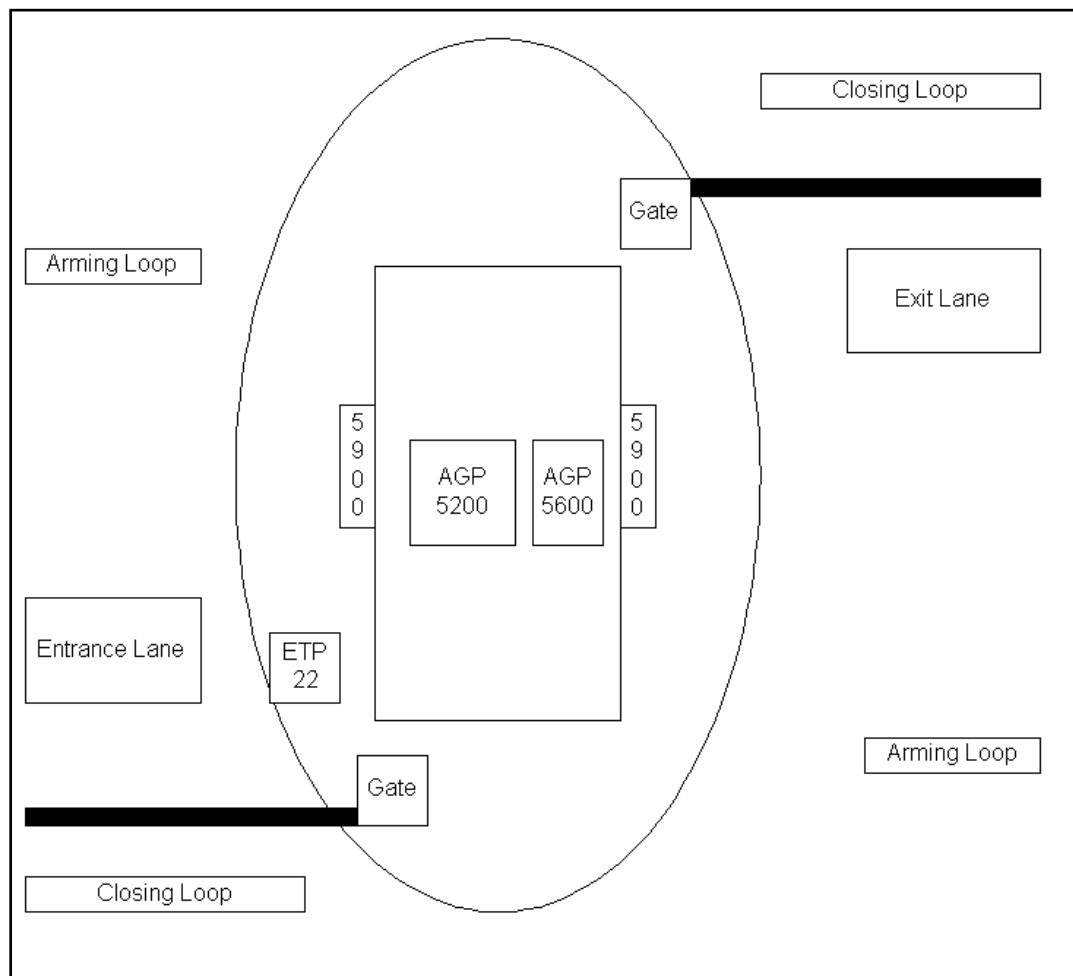 Closing Loop
Gate
Arming Loop
Exit Lane
5
9
0
0
AGP
5200
AGP
5600
5
9
0
0
Entrance Lane
ETP
22
Arming Loop
Gate
Closing Loop